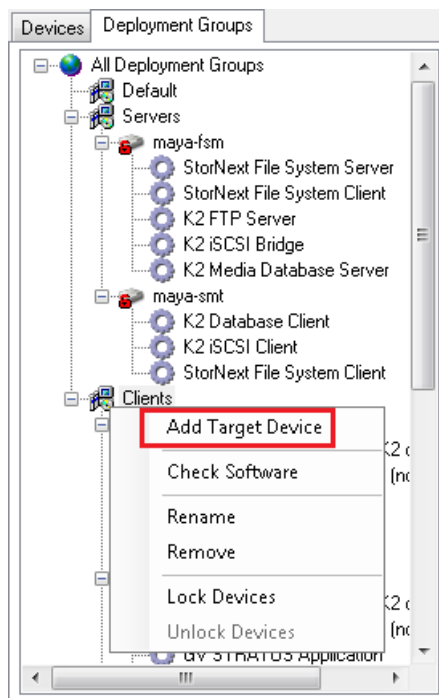 Devices
Deployment Groups
All Deployment Groups
Default
Servers
maya-fsm
StorNext File System Server
StorNext File System Client
K2 FTP Server
K2 iSCSI Bridge
K2 Media Database Server
maya-smt
K2 Database Client
K2 iSCSI Client
StorNext File System Client
Clients
Add Target Device
K2
Check Software
Rename
Remove
Lock Devices
K2
Unlock Devices
GV STRATUS Application